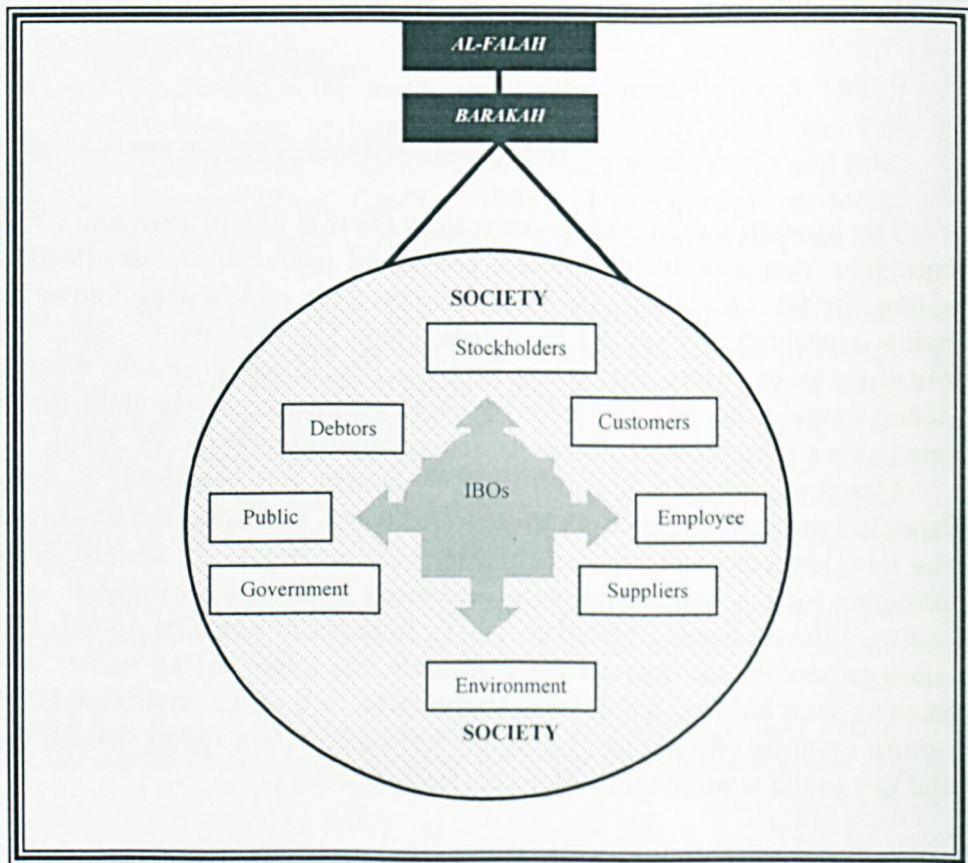 AL-FALAH
BARAKAH
SOCIETY
Stockholders
Debtors
Customers
IBOs
Public
Employee
Government
Suppliers
Environment
SOCIETY